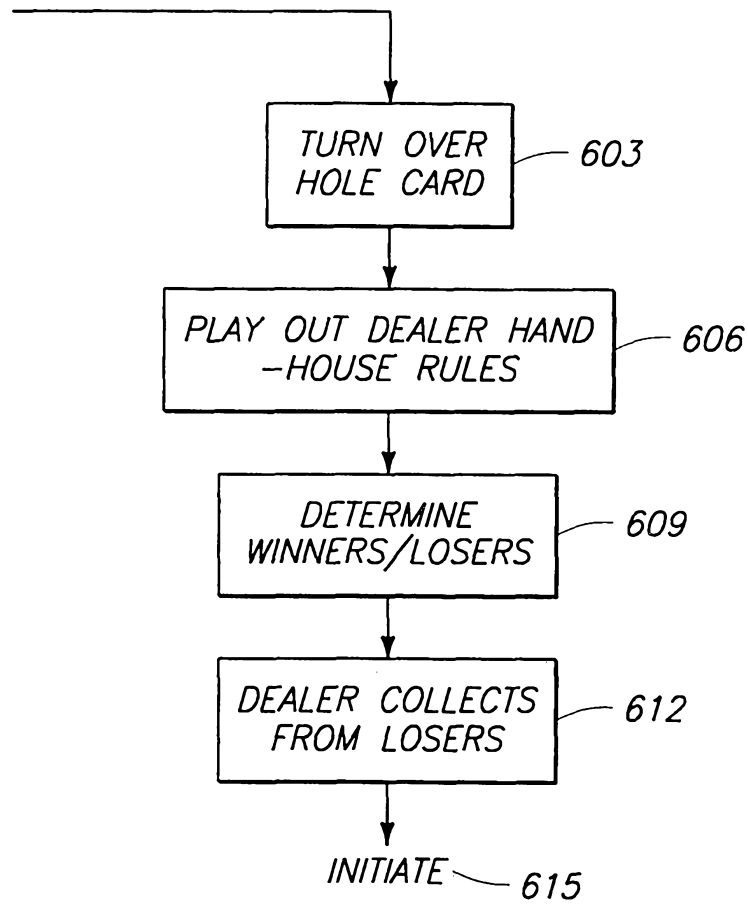 TURN OVER
HOLE CARD
603
PLAY OUT DEALER HAND
-HOUSE RULES
606
DETERMINE
WINNERS/LOSERS
609
DEALER COLLECTS
FROM LOSERS
612
INITIATE
615